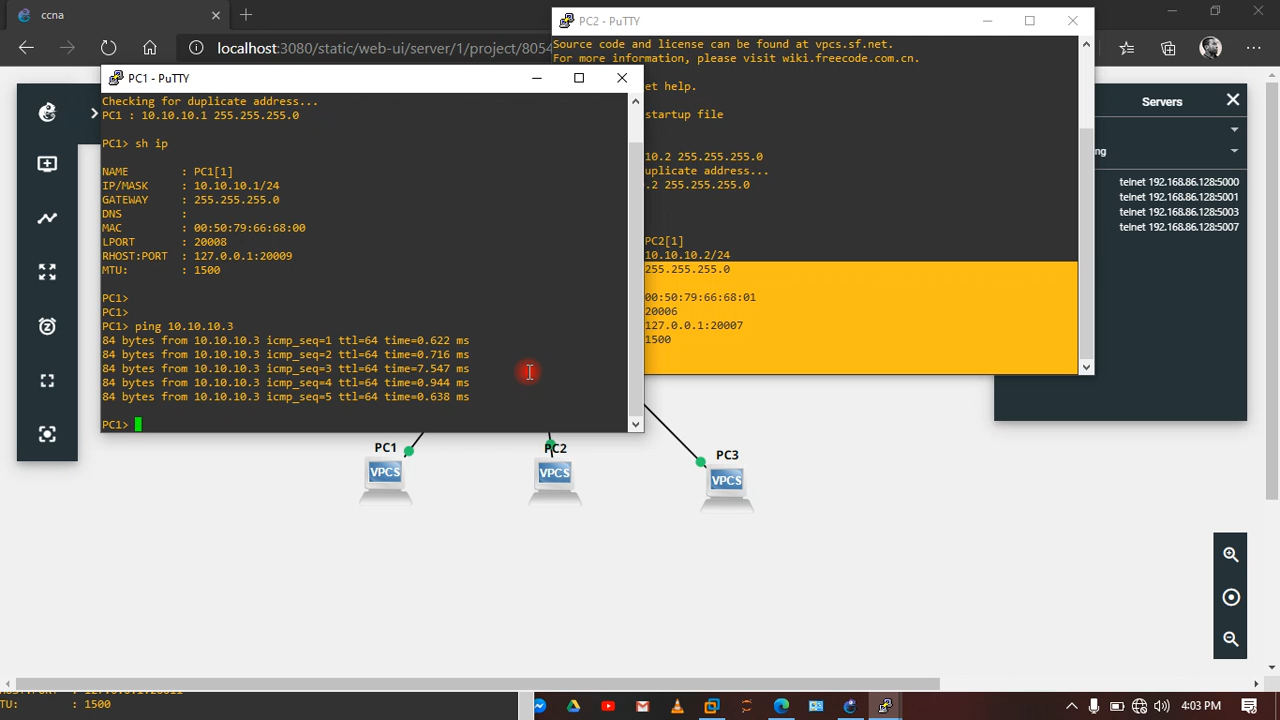 ccna
localhost:3080/static/web-ui/server/1/project/8054
PC2 - PuTTY
Source code and license can be found at vpcs.sf.net.
For more information, please visit wiki.freecode.com.cn.
et help.
startup file
10.2 255.255.255.0
uplicate address...
.2 255.255.255.0
PC2[1]
10.10.10.2/24
255.255.255.0
00:50:79:66:68:01
20006
127.0.0.1:20007
1500
PC1 - PuTTY
Checking for duplicate address...
PC1 : 10.10.10.1 255.255.255.0
PC1> sh ip
NAME : PC1[1]
IP/MASK : 10.10.10.1/24
GATEWAY : 255.255.255.0
DNS :
MAC : 00:50:79:66:68:00
LPORT : 20008
RHOST:PORT : 127.0.0.1:20009
MTU: : 1500
PC1>
PC1>
PC1> ping 10.10.10.3
84 bytes from 10.10.10.3 icmp_seq=1 ttl=64 time=0.622 ms
84 bytes from 10.10.10.3 icmp_seq=2 ttl=64 time=0.716 ms
84 bytes from 10.10.10.3 icmp_seq=3 ttl=64 time=7.547 ms
84 bytes from 10.10.10.3 icmp_seq=4 ttl=64 time=0.944 ms
84 bytes from 10.10.10.3 icmp_seq=5 ttl=64 time=0.638 ms
PC1>
Servers
ng
telnet 192.168.86.128:5000
telnet 192.168.86.128:5001
telnet 192.168.86.128:5003
telnet 192.168.86.128:5007
PC1
VPCS
PC2
VPCS
PC3
VPCS
TU: : 1500
4:03 PM